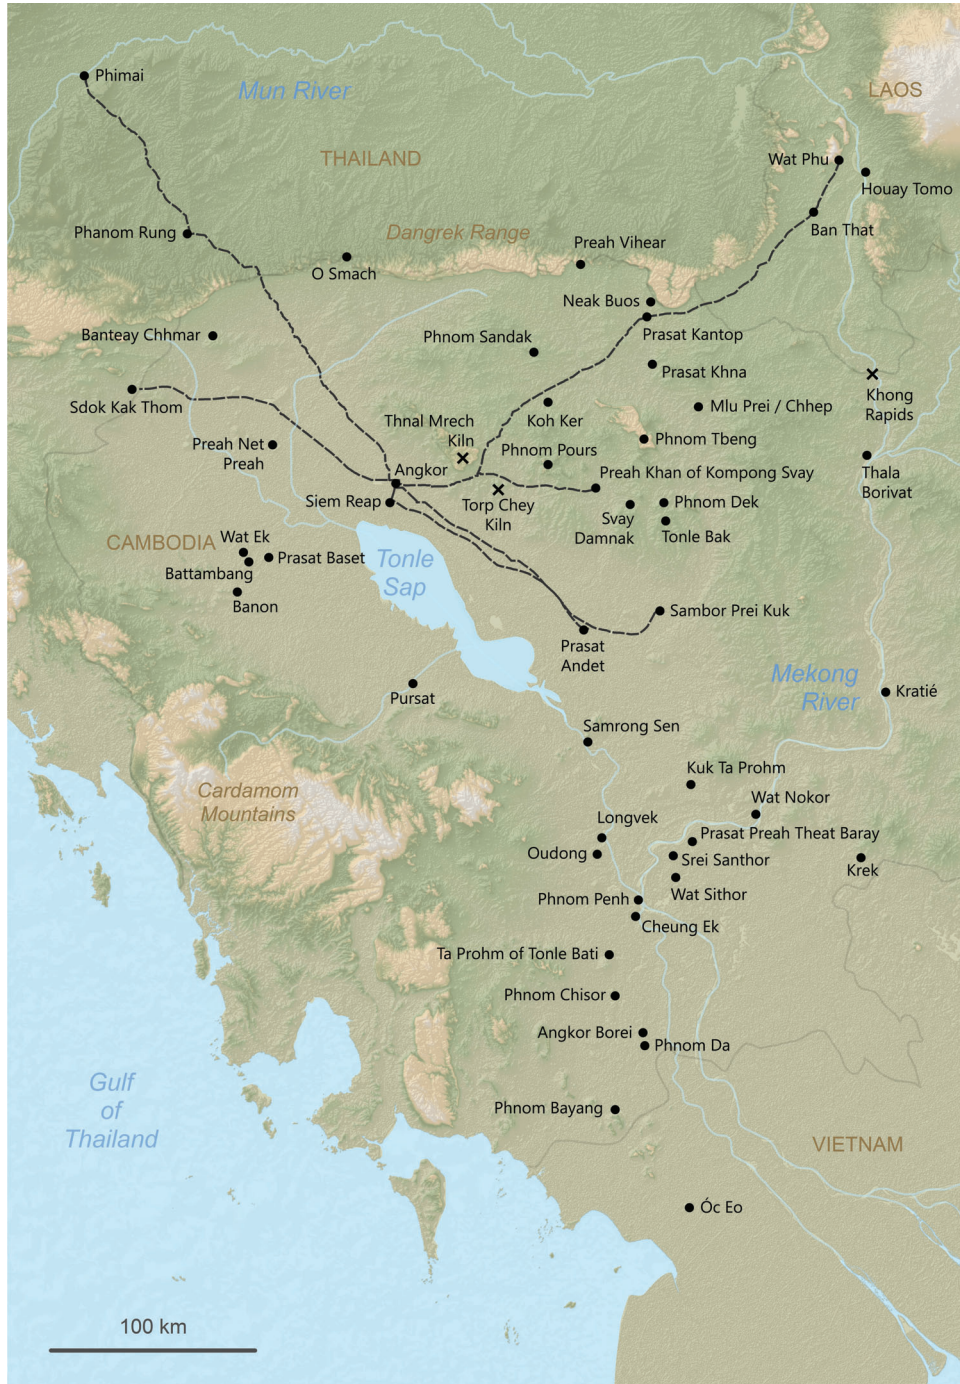 Phimai
Mun River
LAOS
THAILAND
Wat Phu
Houay Tomo
Phanom Rung
Dangrek Range
Ban That
Preah Vihear
O Smach
Neak Buos
Banteay Chhmar
Phnom Sandak
Prasat Kantop
Prasat Khna
Sdok Kak Thom
Khong
Rapids
Mlu Prei / Chhep
Thnal Mrech
Kiln
Koh Ker
Preah Net
Preah
Phnom Tbeng
Phnom Pours
Angkor
Preah Khan of Kompong Svay
Thala
Borivat
Siem Reap
Torp Chey
Kiln
Svay
Damnak
Phnom Dek
Tonle Bak
Wat Ek
CAMBODIA
Prasat Baset
Tonle
Sap
Battambang
Banon
Sambor Prei Kuk
Prasat
Andet
Mekong
River
Pursat
Kratié
Samrong Sen
Kuk Ta Prohm
Cardamom
Mountains
Wat Nokor
Longvek
Prasat Preah Theat Baray
Oudong
Srei Santhor
Krek
Wat Sithor
Phnom Penh
Cheung Ek
Ta Prohm of Tonle Bati
Phnom Chisor
Angkor Borei
Phnom Da
Gulf
of
Thailand
Phnom Bayang
VIETNAM
Óc Eo
100 km